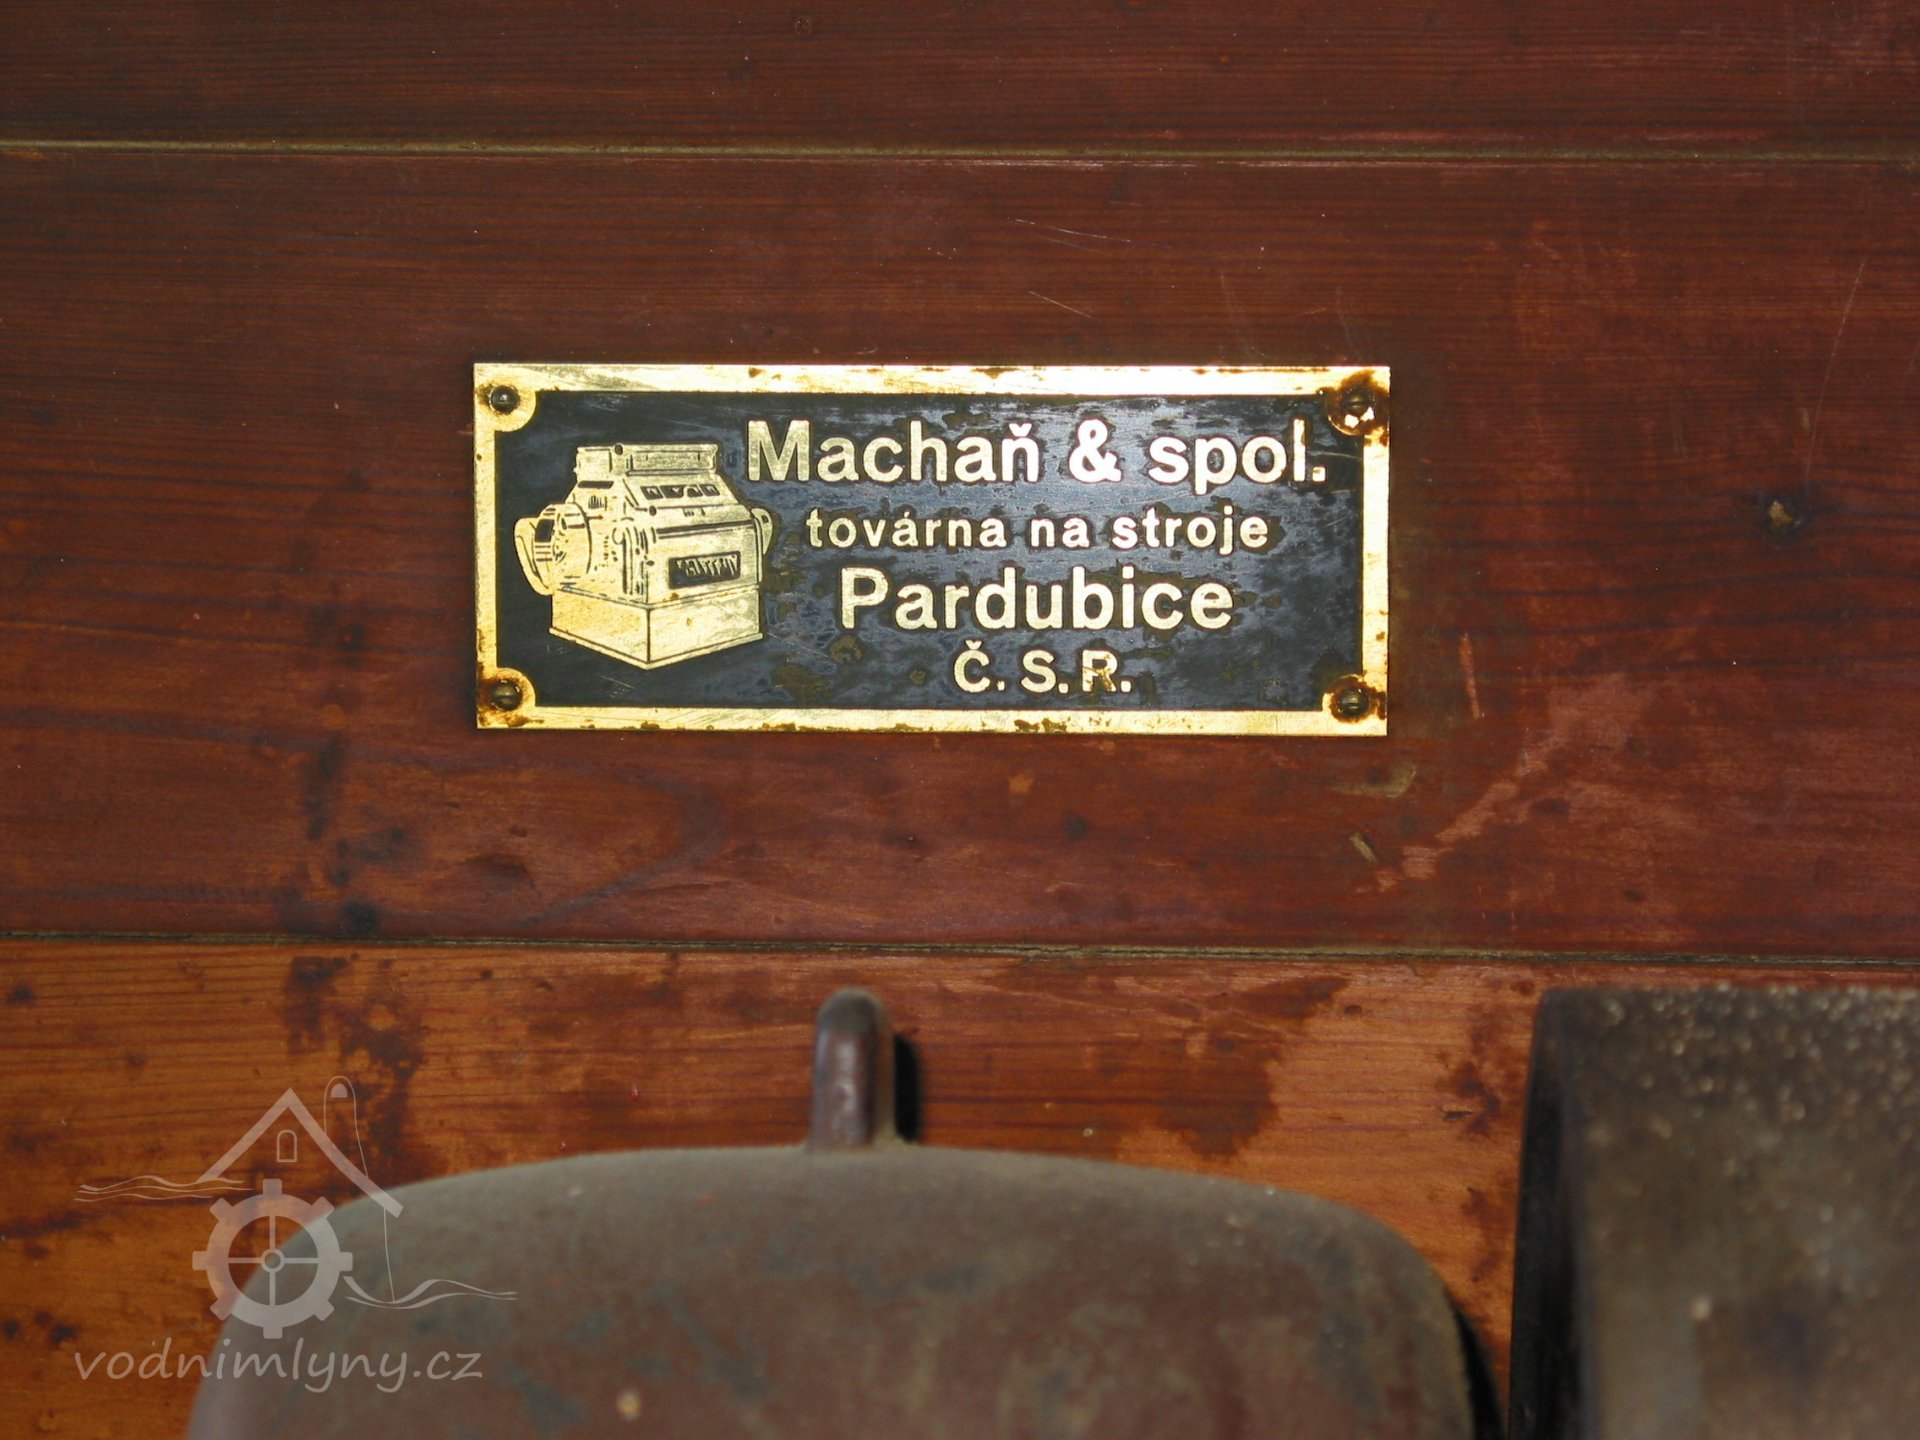 Machaň & spol.
továrna na stroje
Pardubice
Č. S. R.
vodnimlyny.cz